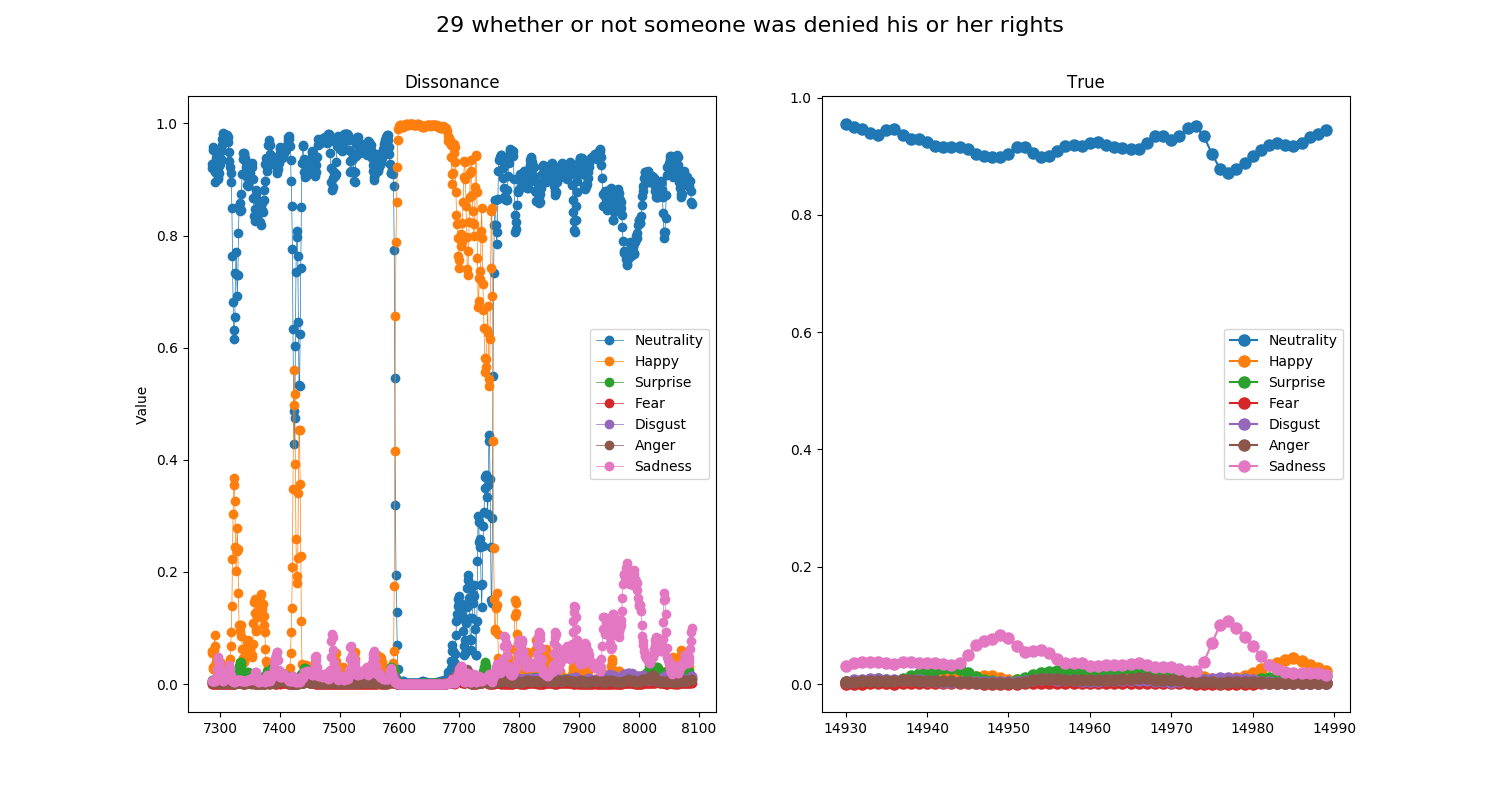 29 whether or not someone was denied his or her rights
Dissonance
Value
1.0
0.8
0.6
0.4
0.2
0.0
7300 7400 7500 7600 7700 7800 7900 8000 8100
Neutrality
Happy
Surprise
Fear
Disgust
Anger
Sadness
True
1.0
0.8
0.6
0.4
0.2
0.0
14930 14940 14950 14960 14970 14980 14990
Neutrality
Happy
Surprise
Fear
Disgust
Anger
Sadness